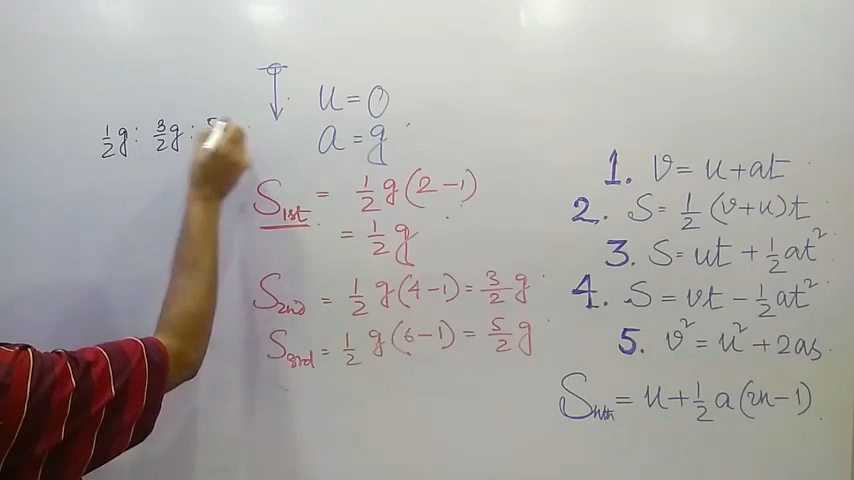 ½g : 3/2 g :
u = 0
a = g
S1st = ½ g(2 – 1)
= ½ g
S2nd = ½ g(4 – 1) = 3/2 g
S3rd = ½ g(6 – 1) = 5/2 g
1. v = u + at
2. S = ½ (v + u)t
3. S = ut + ½ at²
4. S = vt – ½ at²
5. v² = u² + 2as
Snth = u + ½ a(2n – 1)